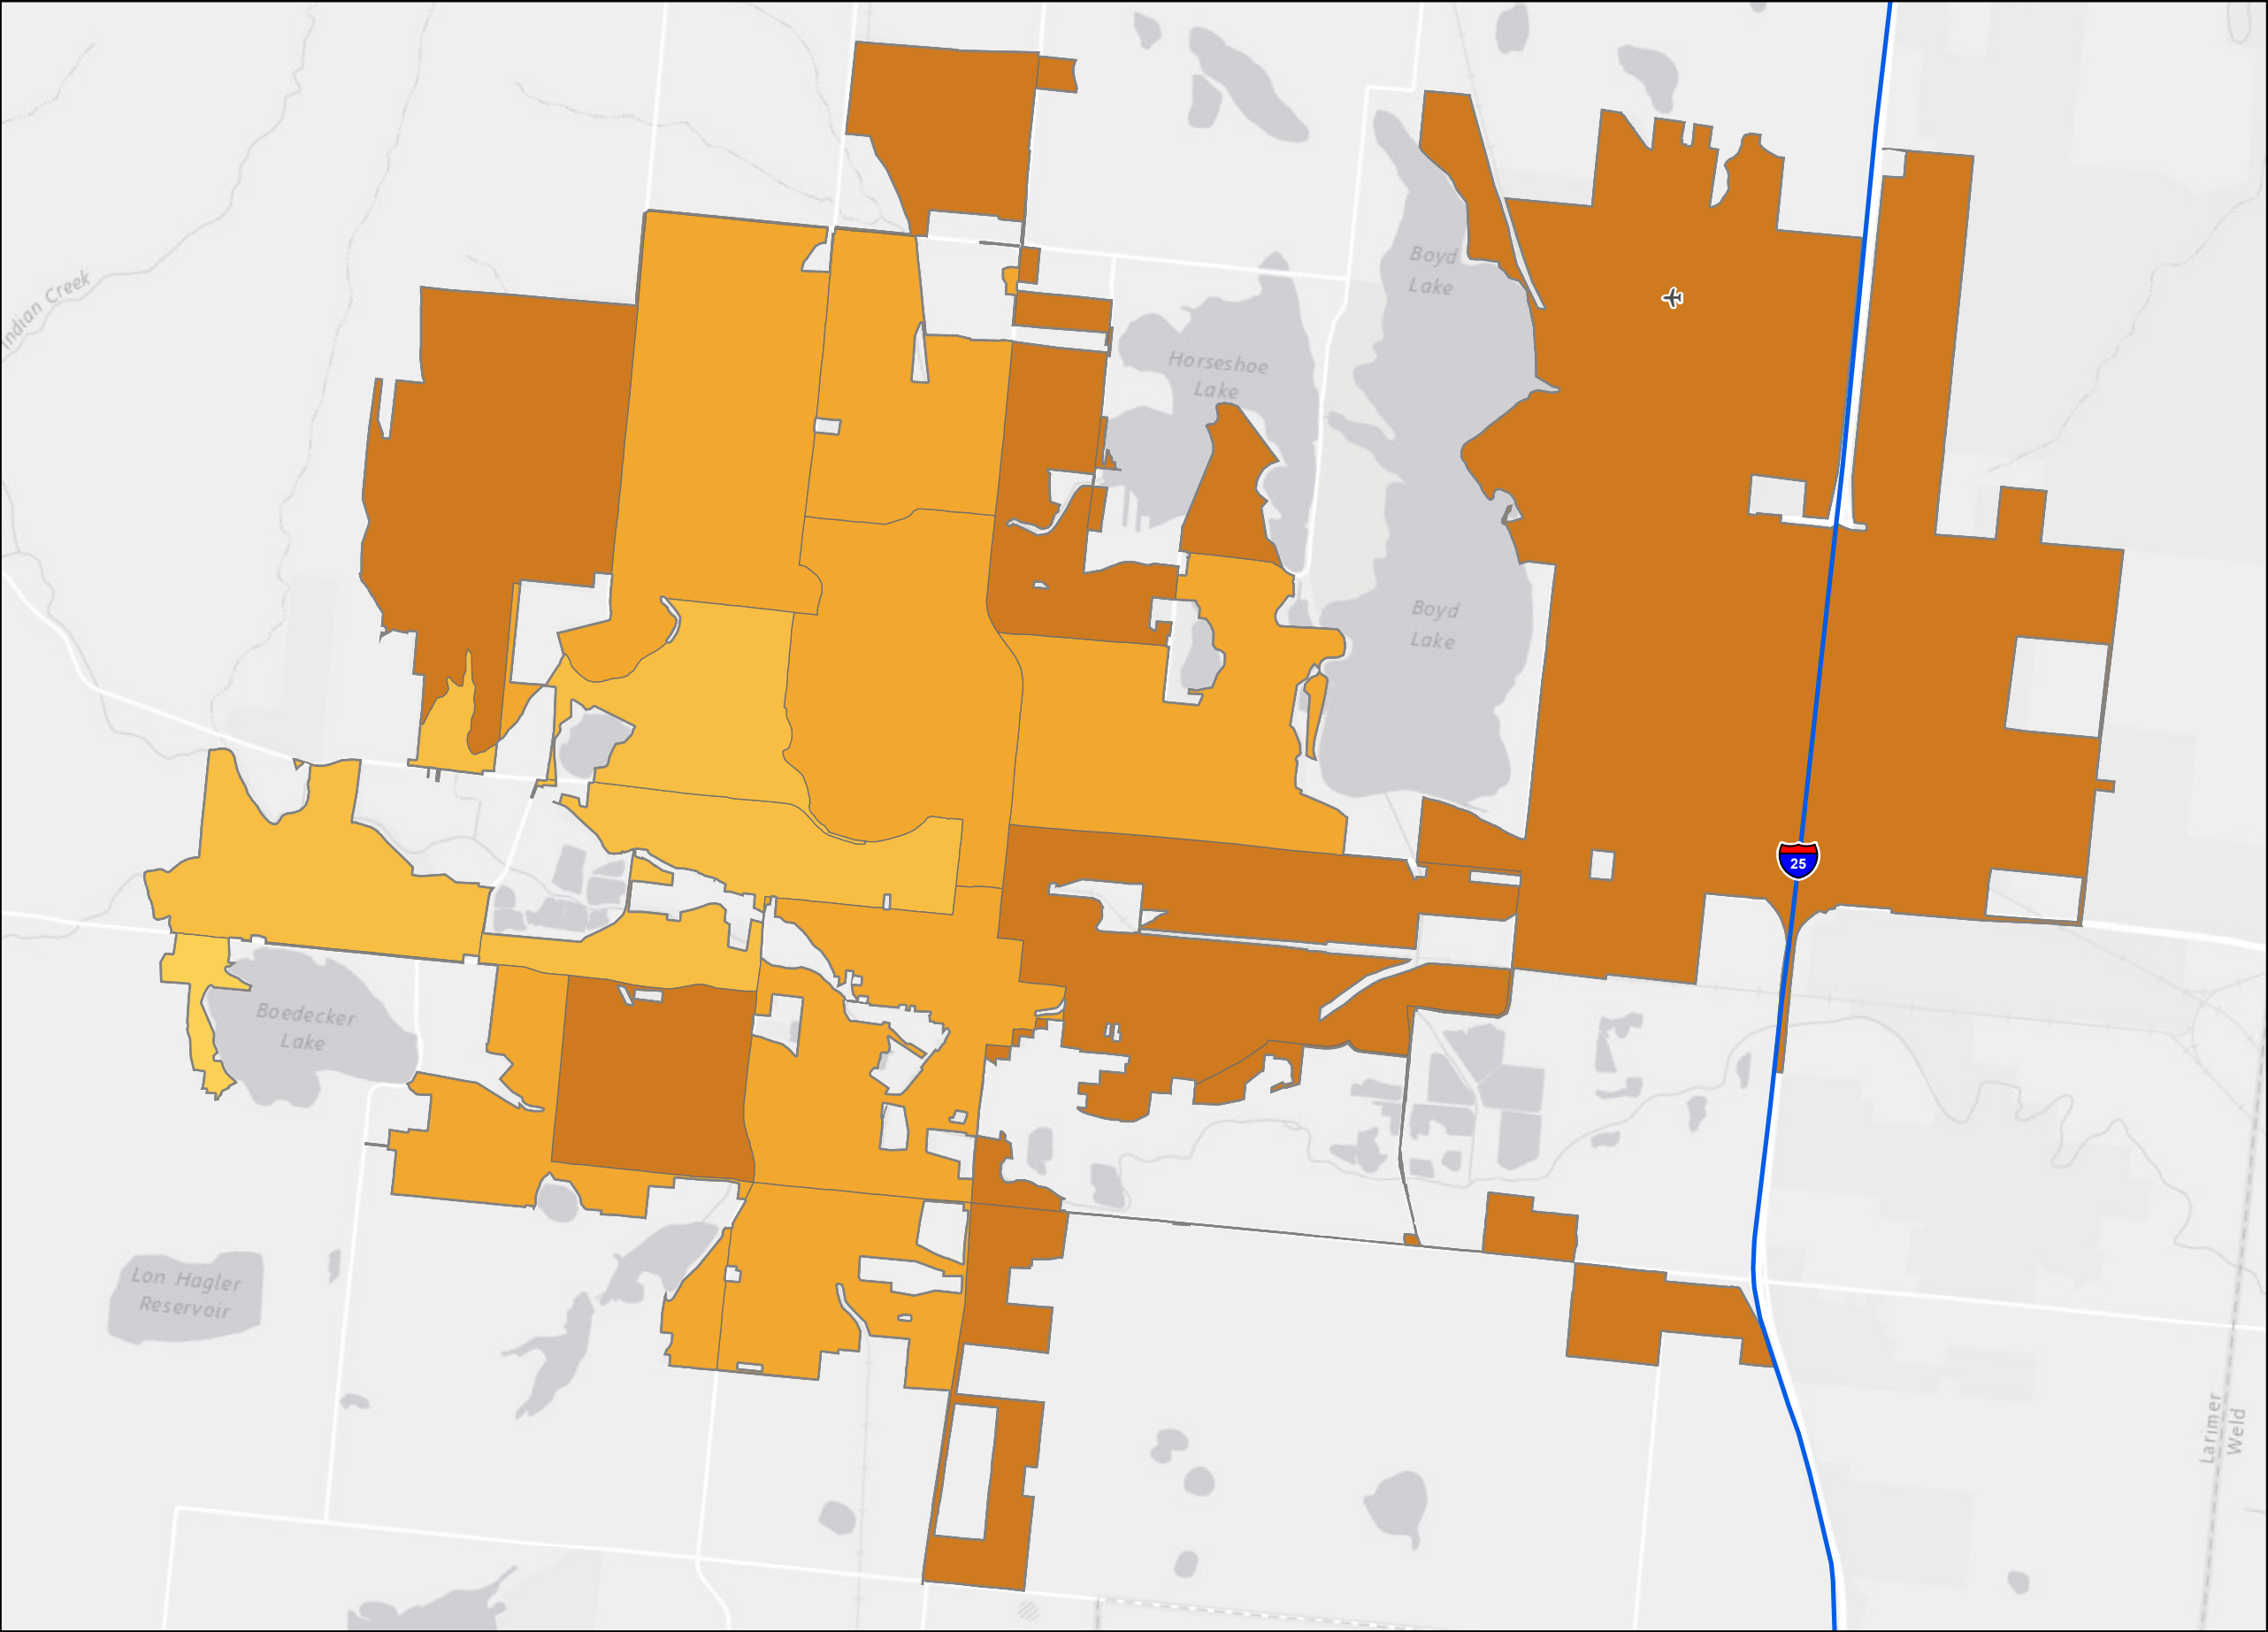 Indian Creek
Boyd
Lake
Horseshoe
Lake
Boyd
Lake
25
Boedecker
Lake
Lon Hagler
Reservoir
Larimer
Weld